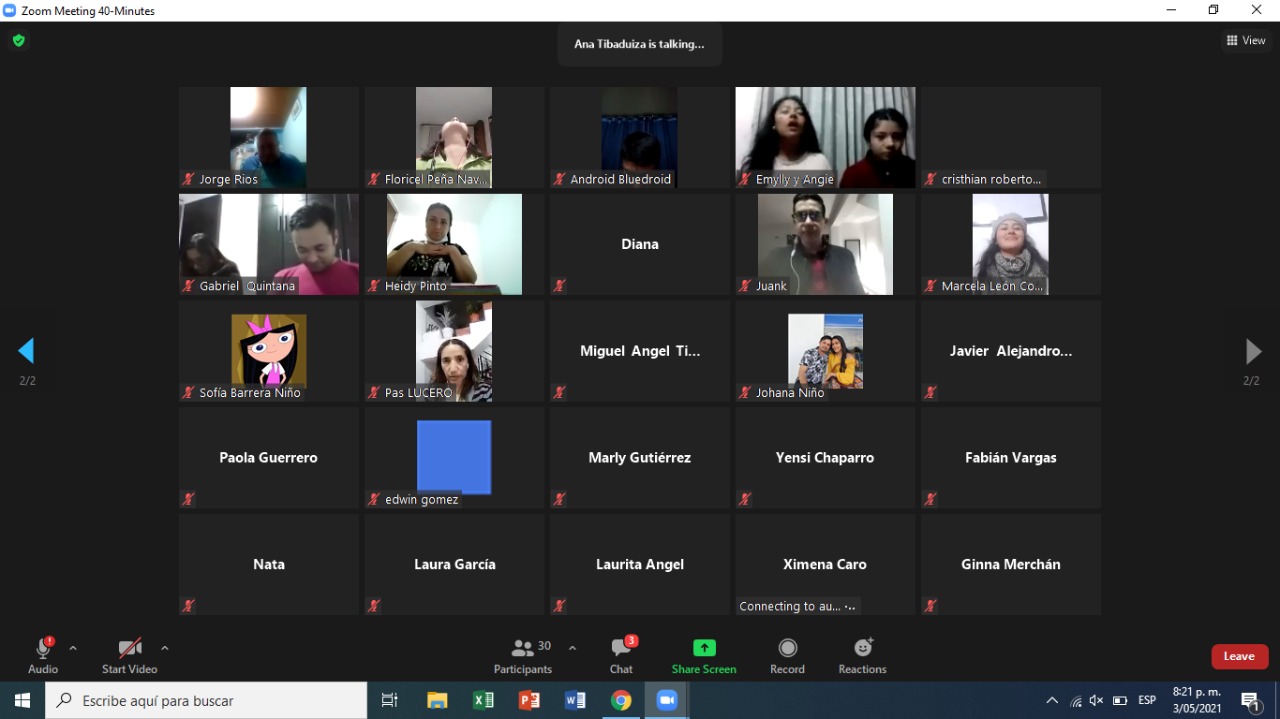 Zoom Meeting 40-Minutes
Ana Tibaduiza is talking...
View
Jorge Rios
Floricel Peña Nav...
Android Bluedroid
Emylly y Angie
cristhian roberto...
Gabriel Quintana
Heidy Pinto
Diana
Juank
Marcela León Co...
Sofía Barrera Niño
Pas LUCERO
Miguel Angel Ti...
Johana Niño
Javier Alejandro...
2/2
2/2
Paola Guerrero
edwin gomez
Marly Gutiérrez
Yensi Chaparro
Fabián Vargas
Nata
Laura García
Laurita Angel
Ximena Caro
Connecting to au...
Ginna Merchán
Audio
Start Video
30
Participants
3
Chat
Share Screen
Record
Reactions
Leave
Escribe aquí para buscar
ESP
8:21 p. m.
3/05/2021
1